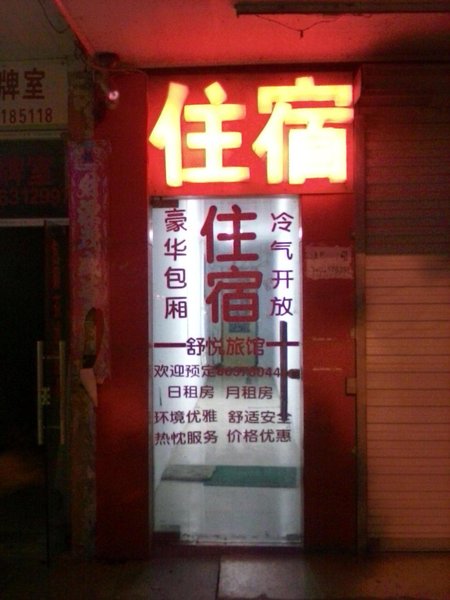 住宿
牌室
185118
豪华包厢
住宿
冷气开放
舒悦旅馆
欢迎预定
日租房 月租房
环境优雅 舒适安全
热忱服务 价格优惠